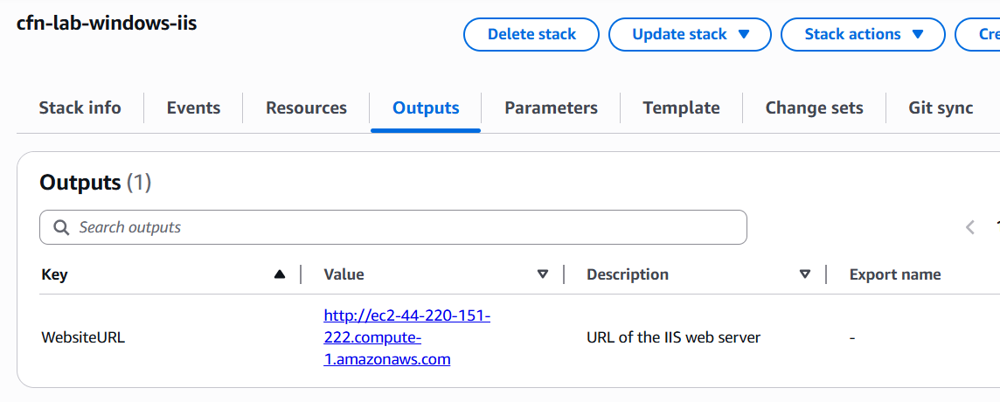 cfn-lab-windows-iis
Delete stack
Update stack
Stack actions
Stack info
Events
Resources
Outputs
Parameters
Template
Change sets
Git sync
Outputs (1)
Search outputs
Key
Value
Description
Export name
WebsiteURL
http://ec2-44-220-151-
222.compute-
1.amazonaws.com
URL of the IIS web server
-